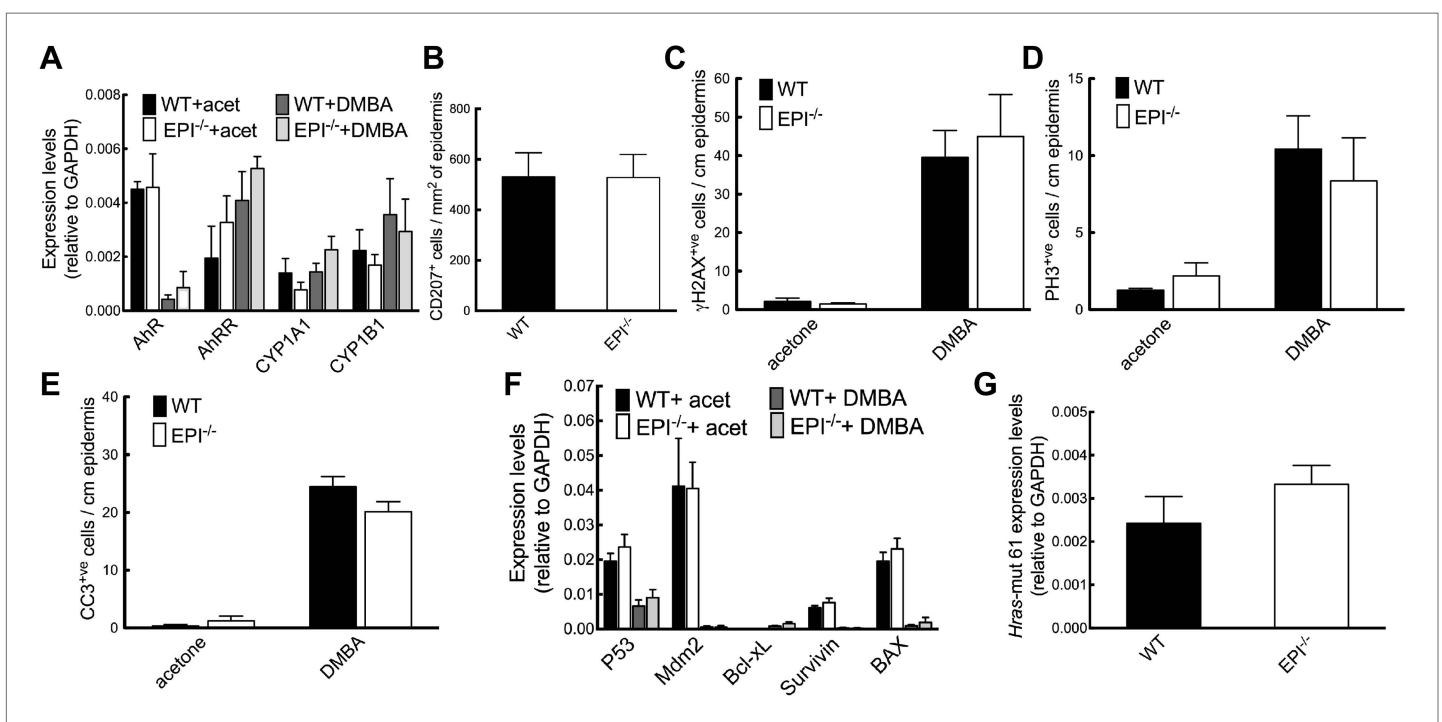 A
Expression levels
(relative to GAPDH)
WT+acet
EPI-/-+acet
WT+DMBA
EPI-/-+DMBA
0.008
0.006
0.004
0.002
0.000
AhR
AhRR
CYP1A1
CYP1B1
B
CD207+ cells / mm2 of epidermis
800
600
400
200
0
WT
EPI-/-
C
γH2AX+ve cells / cm epidermis
WT
EPI-/-
60
50
40
30
20
10
0
acetone
DMBA
D
PH3+ve cells / cm epidermis
WT
EPI-/-
15
10
5
0
acetone
DMBA
E
CC3+ve cells / cm epidermis
WT
EPI-/-
40
30
20
10
0
acetone
DMBA
F
Expression levels
(relative to GAPDH)
WT+ acet
EPI-/-+ acet
WT+ DMBA
EPI-/-+ DMBA
0.07
0.06
0.05
0.04
0.03
0.02
0.01
0.00
P53
Mdm2
Bcl-xL
Survivin
BAX
G
Hras-mut 61 expression levels
(relative to GAPDH)
0.005
0.004
0.003
0.002
0.001
0.000
WT
EPI-/-